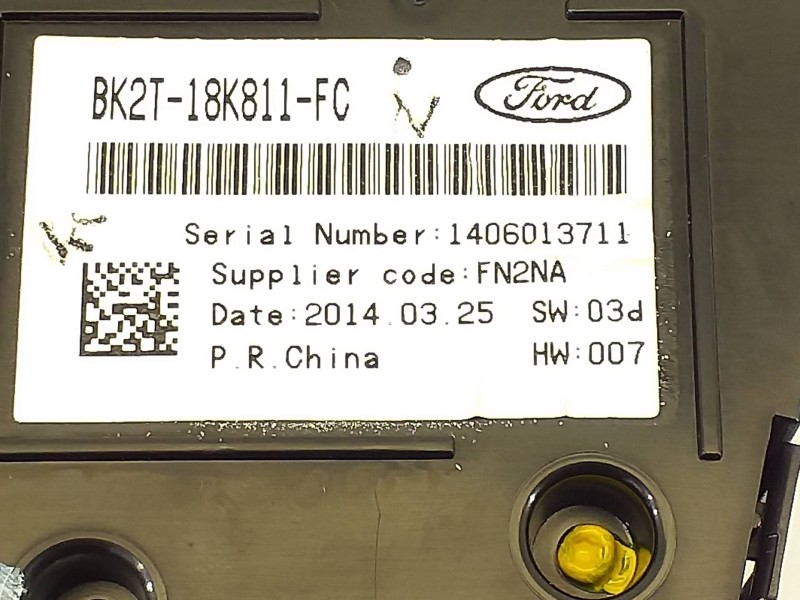 BK2T-18K811-FC
Ford
Serial Number:1406013711
Supplier code:FN2NA
Date:2014.03.25 SW:03d
P.R.China HW:007